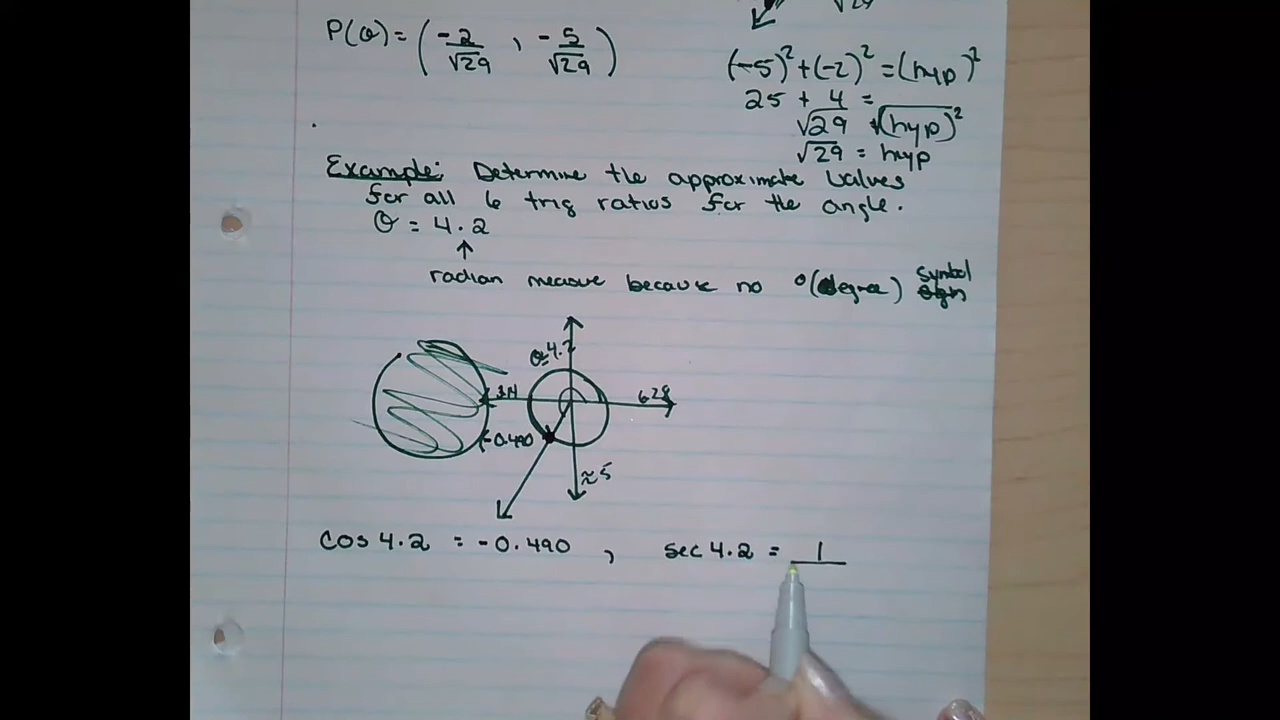 P(θ) = (-2/√29 , -5/√29)
√29
(-5)² + (-2)² = (hyp)²
25 + 4 =
√29 √(hyp)²
√29 = hyp
Example: Determine the approximate values
for all 6 trig ratios for the angle.
θ = 4.2
↑
radian measure because no °(degree) symbol
θ=4.2
3.14
6.28
(-0.490
≈5
cos 4.2 = -0.490 , sec 4.2 = 1